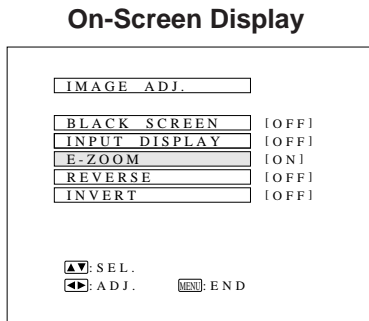 On-Screen Display
IMAGE ADJ.
BLACK SCREEN [OFF]
INPUT DISPLAY [OFF]
E-ZOOM [ON]
REVERSE [OFF]
INVERT [OFF]
▲▼:SEL.
◀▶:ADJ. MENU:END